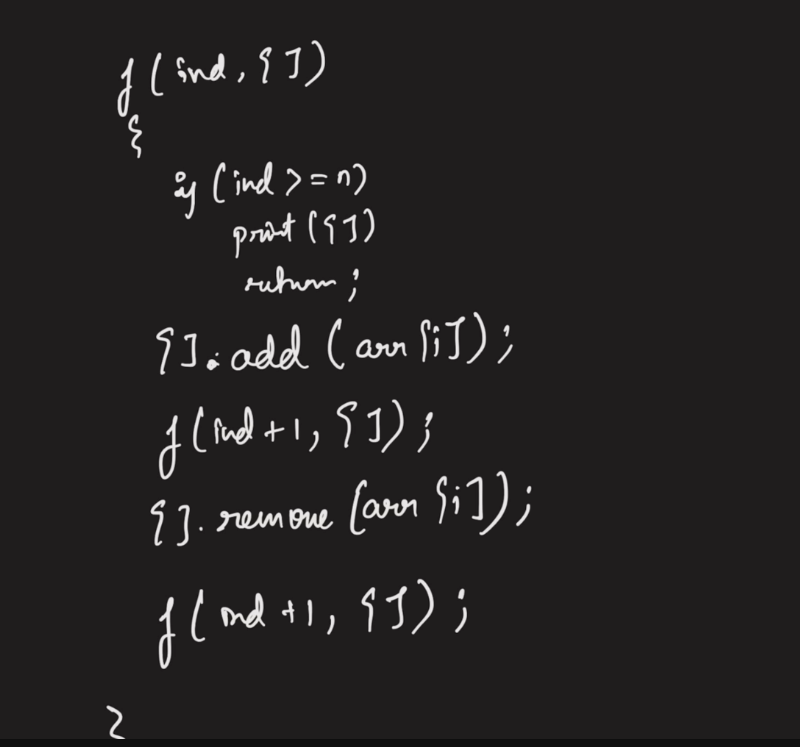 f(ind, [])
{
if (ind >= n)
print([])
return;
[].add(arr[i]);
f(ind+1, []);
[].remove(arr[i]);
f(ind+1, []);
}